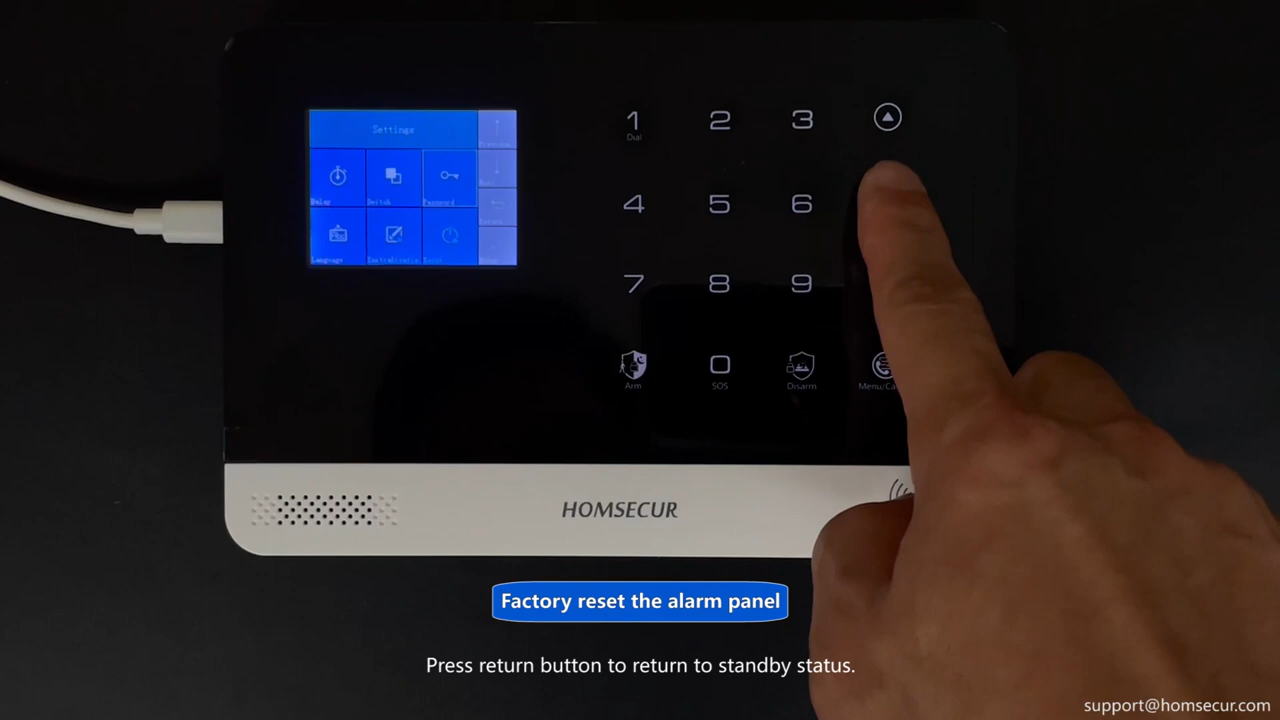 Settings
Delay
Switch
Password
Language
1
Dial
2
3
4
5
6
7
8
9
Arm
0
SOS
Disarm
HOMSECUR
Factory reset the alarm panel
Press return button to return to standby status.
support@homsecur.com